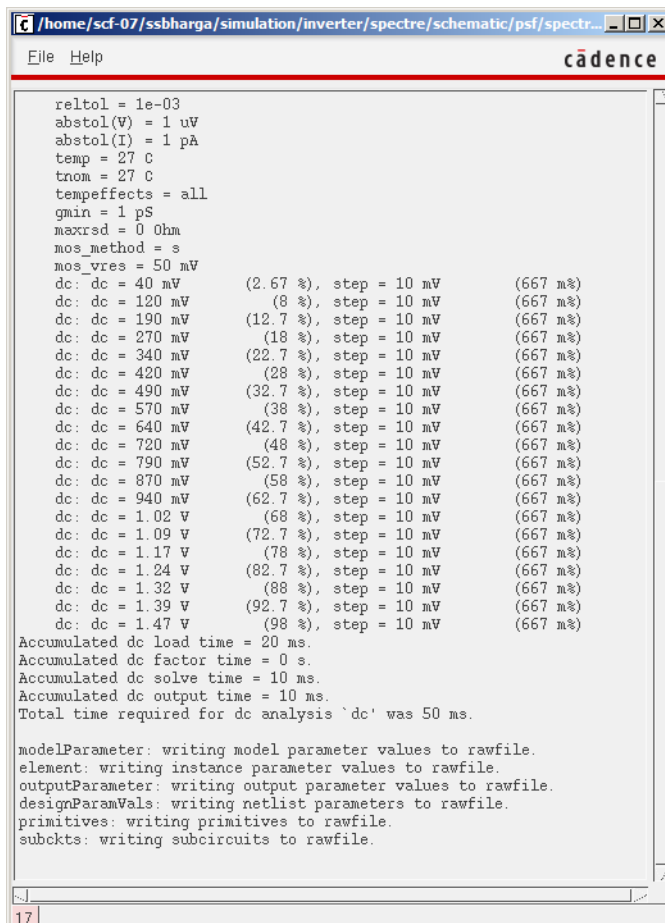 /home/scf-07/ssbharga/simulation/inverter/spectre/schematic/psf/spectr...
File Help cādence
reltol = 1e-03
abstol(V) = 1 uV
abstol(I) = 1 pA
temp = 27 C
tnom = 27 C
tempeffects = all
gmin = 1 pS
maxrsd = 0 Ohm
mos_method = s
mos_vres = 50 mV
dc: dc = 40 mV (2.67 %), step = 10 mV (667 m%)
dc: dc = 120 mV (8 %), step = 10 mV (667 m%)
dc: dc = 190 mV (12.7 %), step = 10 mV (667 m%)
dc: dc = 270 mV (18 %), step = 10 mV (667 m%)
dc: dc = 340 mV (22.7 %), step = 10 mV (667 m%)
dc: dc = 420 mV (28 %), step = 10 mV (667 m%)
dc: dc = 490 mV (32.7 %), step = 10 mV (667 m%)
dc: dc = 570 mV (38 %), step = 10 mV (667 m%)
dc: dc = 640 mV (42.7 %), step = 10 mV (667 m%)
dc: dc = 720 mV (48 %), step = 10 mV (667 m%)
dc: dc = 790 mV (52.7 %), step = 10 mV (667 m%)
dc: dc = 870 mV (58 %), step = 10 mV (667 m%)
dc: dc = 940 mV (62.7 %), step = 10 mV (667 m%)
dc: dc = 1.02 V (68 %), step = 10 mV (667 m%)
dc: dc = 1.09 V (72.7 %), step = 10 mV (667 m%)
dc: dc = 1.17 V (78 %), step = 10 mV (667 m%)
dc: dc = 1.24 V (82.7 %), step = 10 mV (667 m%)
dc: dc = 1.32 V (88 %), step = 10 mV (667 m%)
dc: dc = 1.39 V (92.7 %), step = 10 mV (667 m%)
dc: dc = 1.47 V (98 %), step = 10 mV (667 m%)
Accumulated dc load time = 20 ms.
Accumulated dc factor time = 0 s.
Accumulated dc solve time = 10 ms.
Accumulated dc output time = 10 ms.
Total time required for dc analysis `dc' was 50 ms.
modelParameter: writing model parameter values to rawfile.
element: writing instance parameter values to rawfile.
outputParameter: writing output parameter values to rawfile.
designParamVals: writing netlist parameters to rawfile.
primitives: writing primitives to rawfile.
subckts: writing subcircuits to rawfile.
17